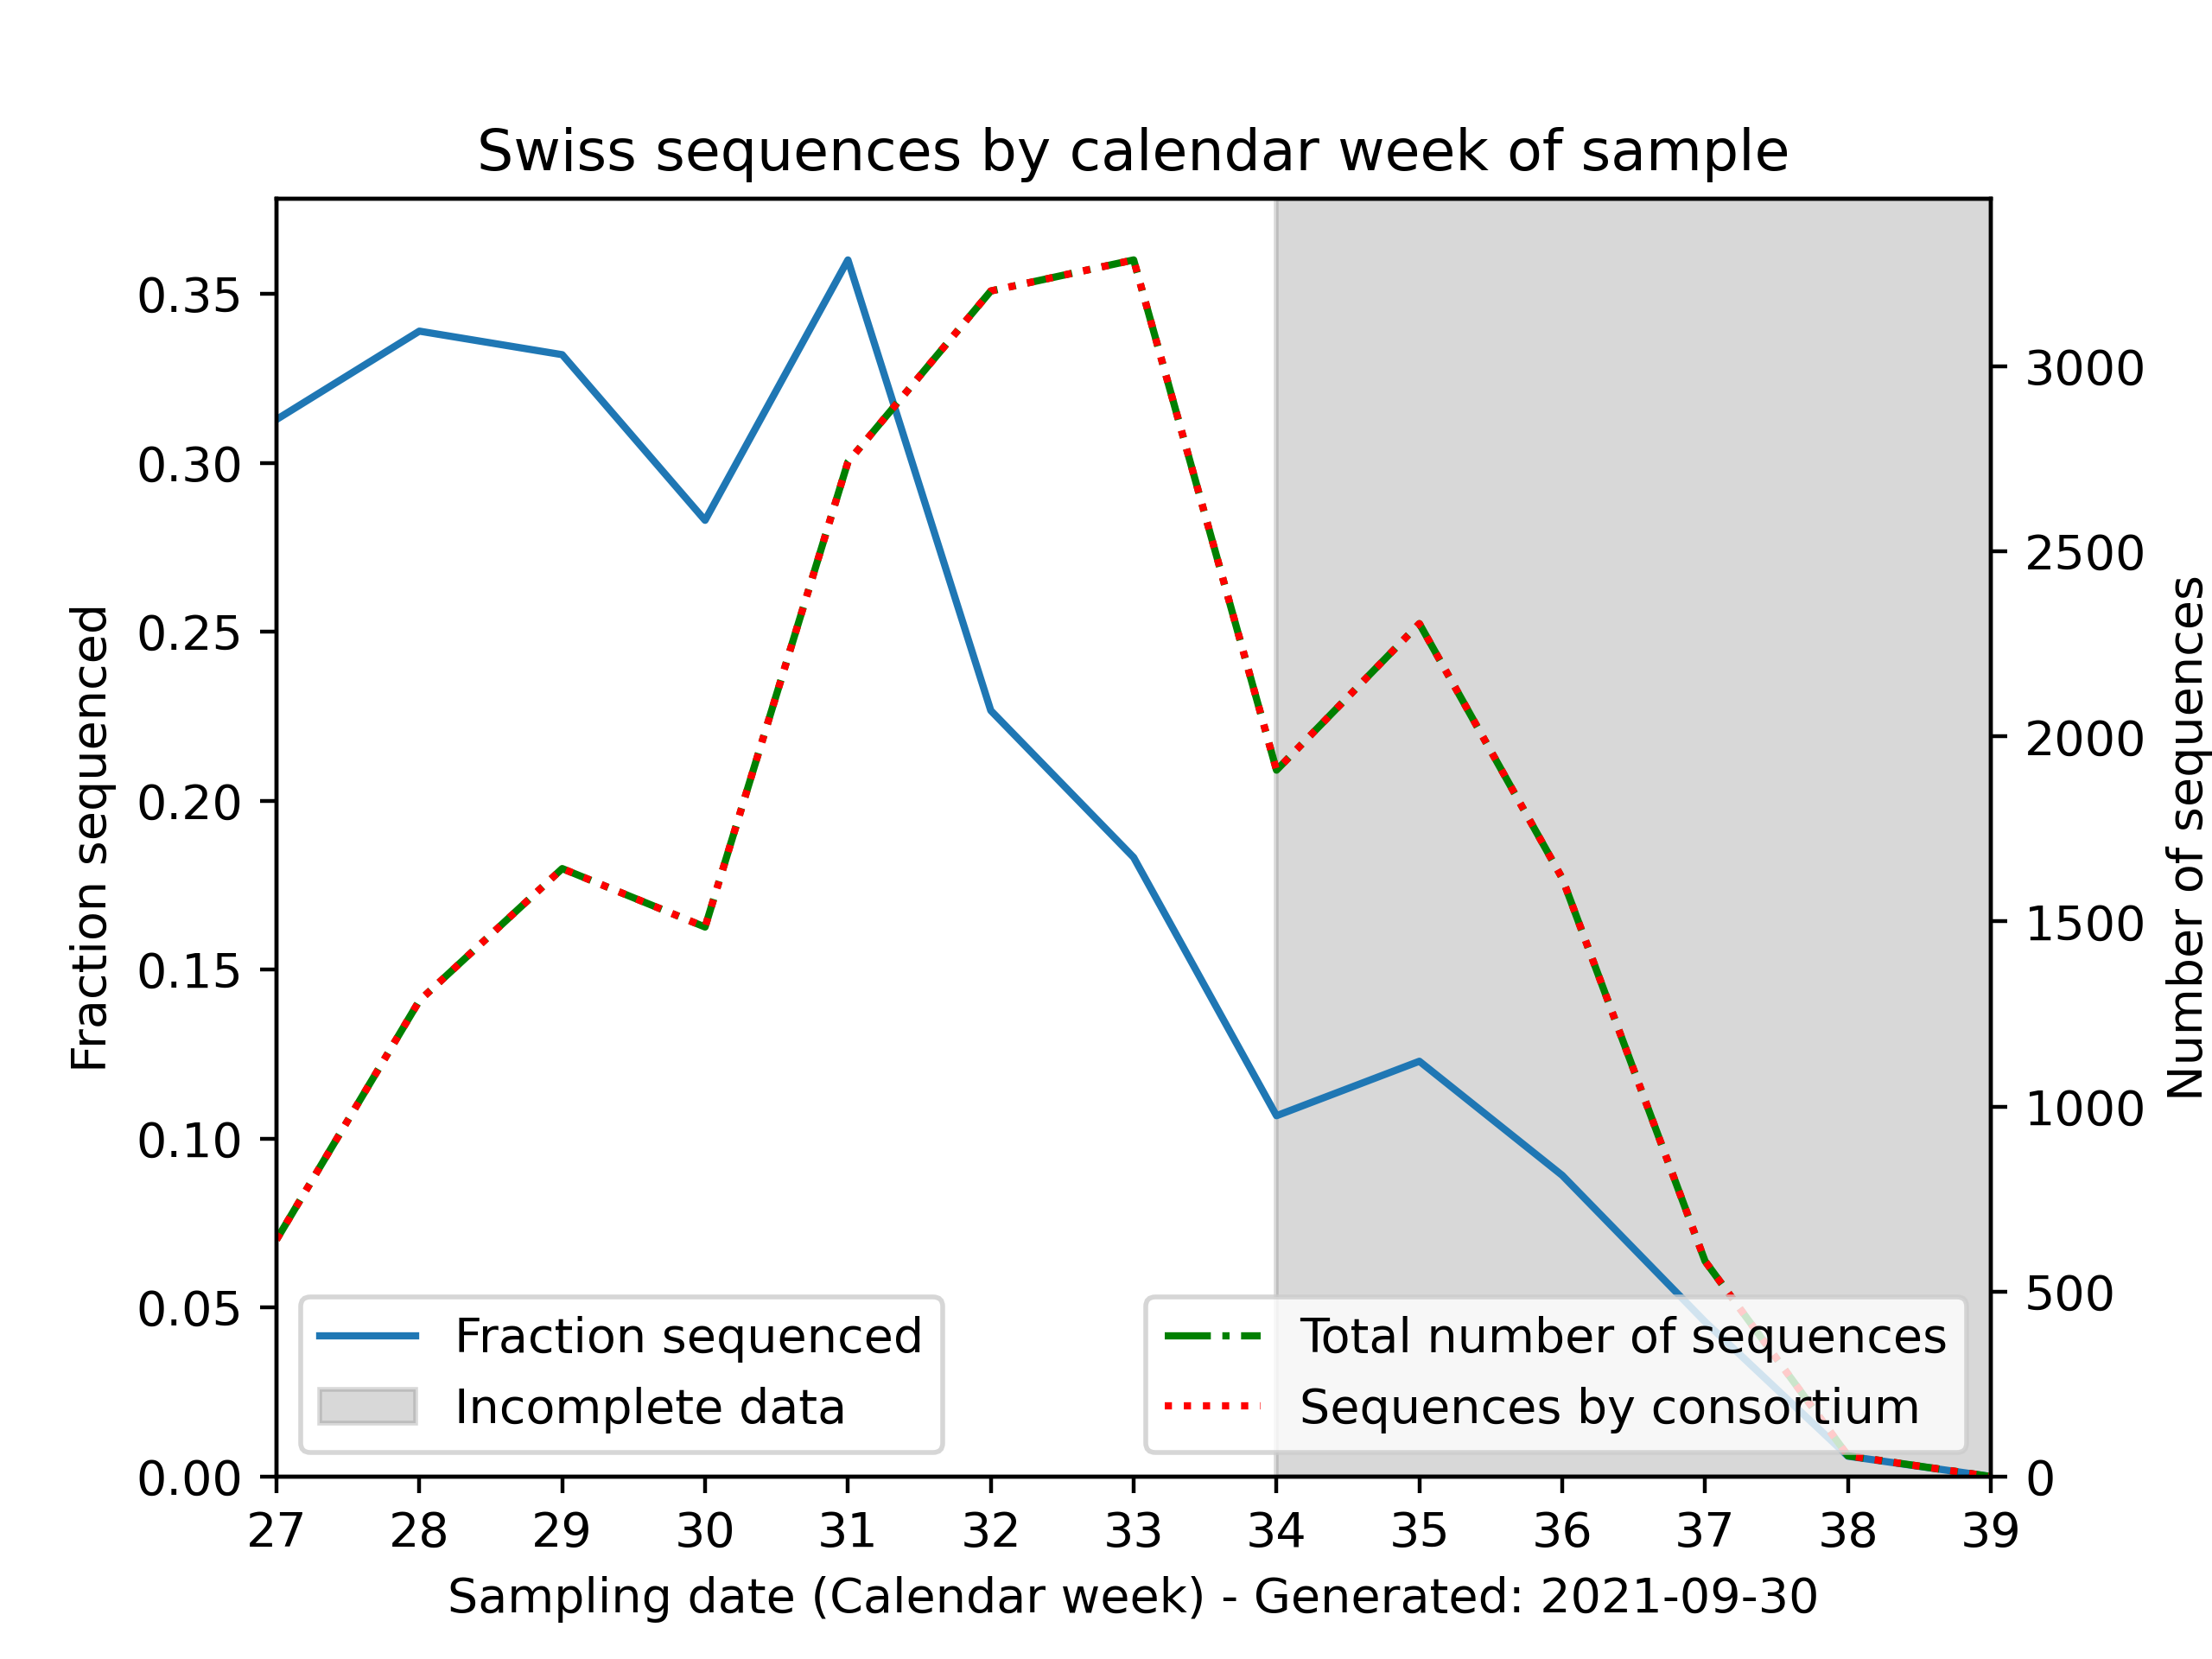 Swiss sequences by calendar week of sample
0.35
0.30
0.25
0.20
0.15
0.10
0.05
0.00
Fraction sequenced
3000
2500
2000
1500
1000
500
0
Number of sequences
Fraction sequenced
Incomplete data
Total number of sequences
Sequences by consortium
27 28 29 30 31 32 33 34 35 36 37 38 39
Sampling date (Calendar week) - Generated: 2021-09-30